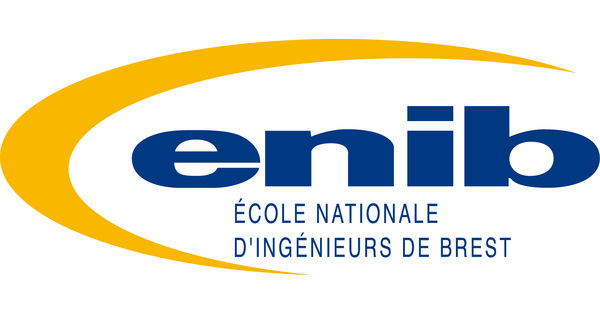 enib
ÉCOLE NATIONALE
D'INGÉNIEURS DE BREST